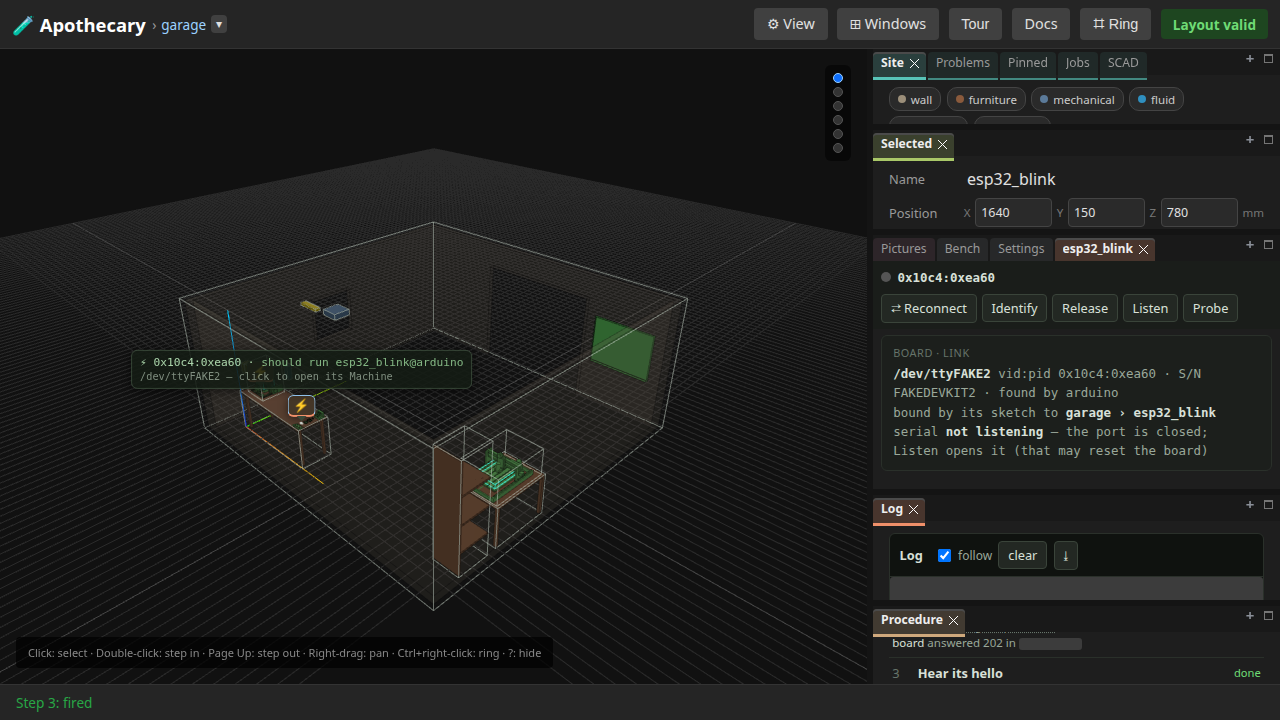 Apothecary › garage ▾
⚙ View
⊞ Windows
Tour
Docs
⌗ Ring
Layout valid
Site
Problems
Pinned
Jobs
SCAD
wall
furniture
mechanical
fluid
Selected
Name esp32_blink
Position X 1640 Y 150 Z 780 mm
Pictures
Bench
Settings
esp32_blink
0x10c4:0xea60
⇄ Reconnect
Identify
Release
Listen
Probe
BOARD · LINK
/dev/ttyFAKE2 vid:pid 0x10c4:0xea60 · S/N
FAKEDEVKIT2 · found by arduino
bound by its sketch to garage › esp32_blink
serial not listening — the port is closed;
Listen opens it (that may reset the board)
⚡ 0x10c4:0xea60 · should run esp32_blink@arduino
/dev/ttyFAKE2 — click to open its Machine
Log
Log follow clear
Procedure
board answered 202 in
3 Hear its hello done
Click: select · Double-click: step in · Page Up: step out · Right-drag: pan · Ctrl+right-click: ring · ?: hide
Step 3: fired